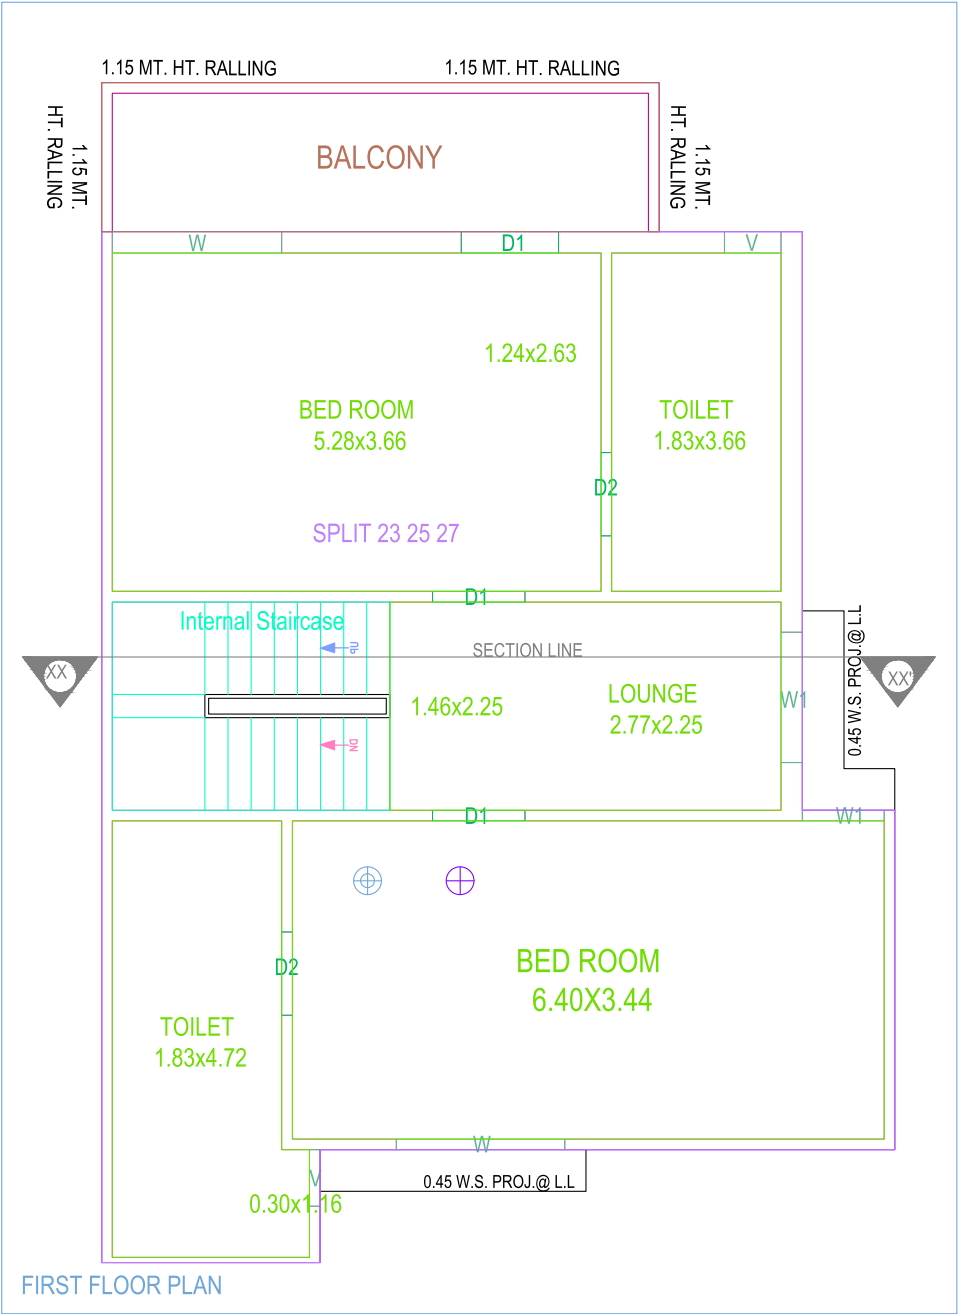 1.15 MT. HT. RALLING
1.15 MT. HT. RALLING
1.15 MT.
HT. RALLING
1.15 MT.
HT. RALLING
BALCONY
W
D1
V
1.24x2.63
BED ROOM
5.28x3.66
TOILET
1.83x3.66
D2
SPLIT 23 25 27
D1
Internal Staircase
UP
SECTION LINE
XX
XX'
0.45 W.S. PROJ.@ L.L
LOUNGE
2.77x2.25
1.46x2.25
W1
DN
D1
W1
BED ROOM
6.40X3.44
D2
TOILET
1.83x4.72
W
V
0.45 W.S. PROJ.@ L.L
0.30x1.16
FIRST FLOOR PLAN